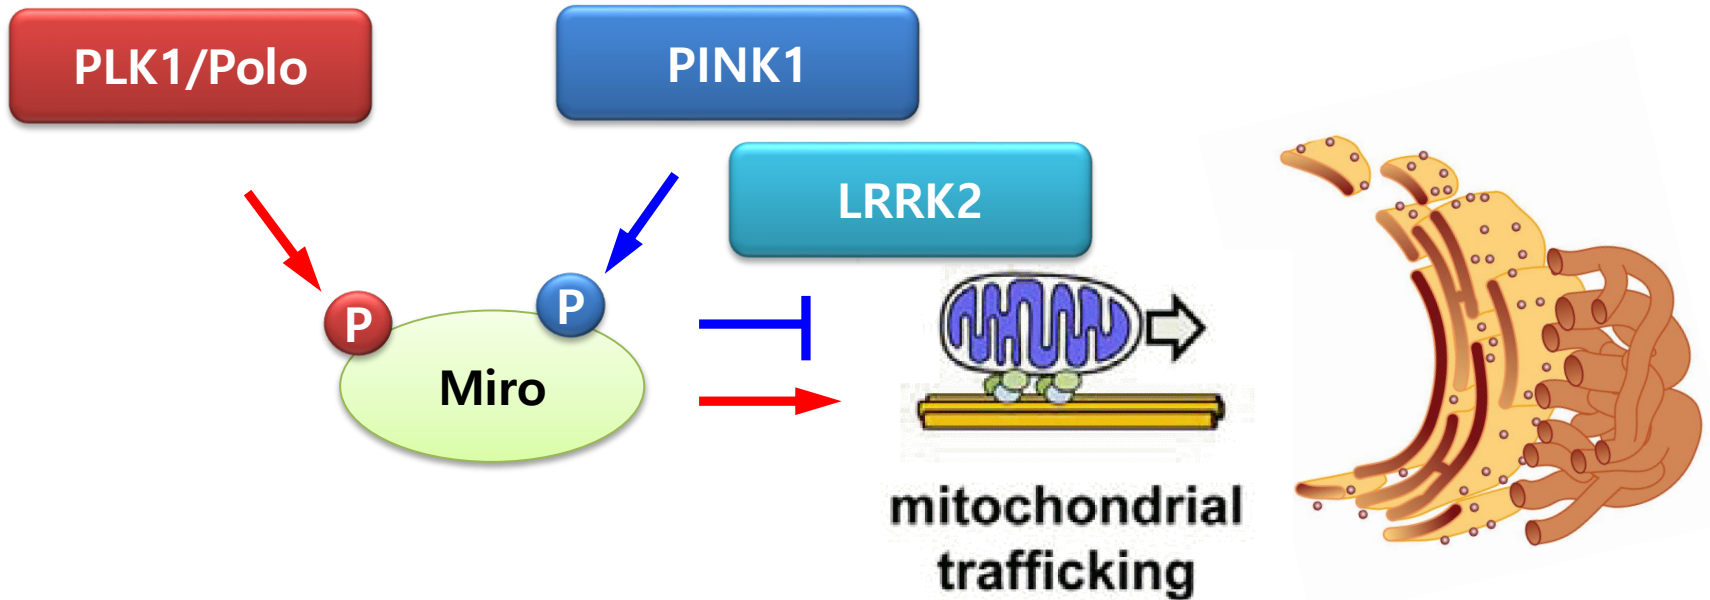 PLK1/Polo
PINK1
LRRK2
P
P
Miro
mitochondrial
trafficking